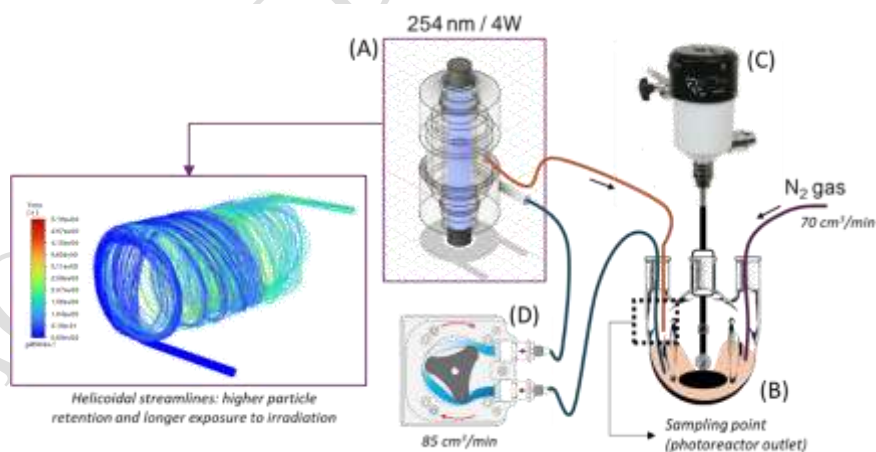 254 nm / 4W
(A)
(C)
N2 gas
70 cm3/min
(D)
(B)
Helicoidal streamlines: higher particle
retention and longer exposure to irradiation
85 cm3/min
Sampling point
(photoreactor outlet)